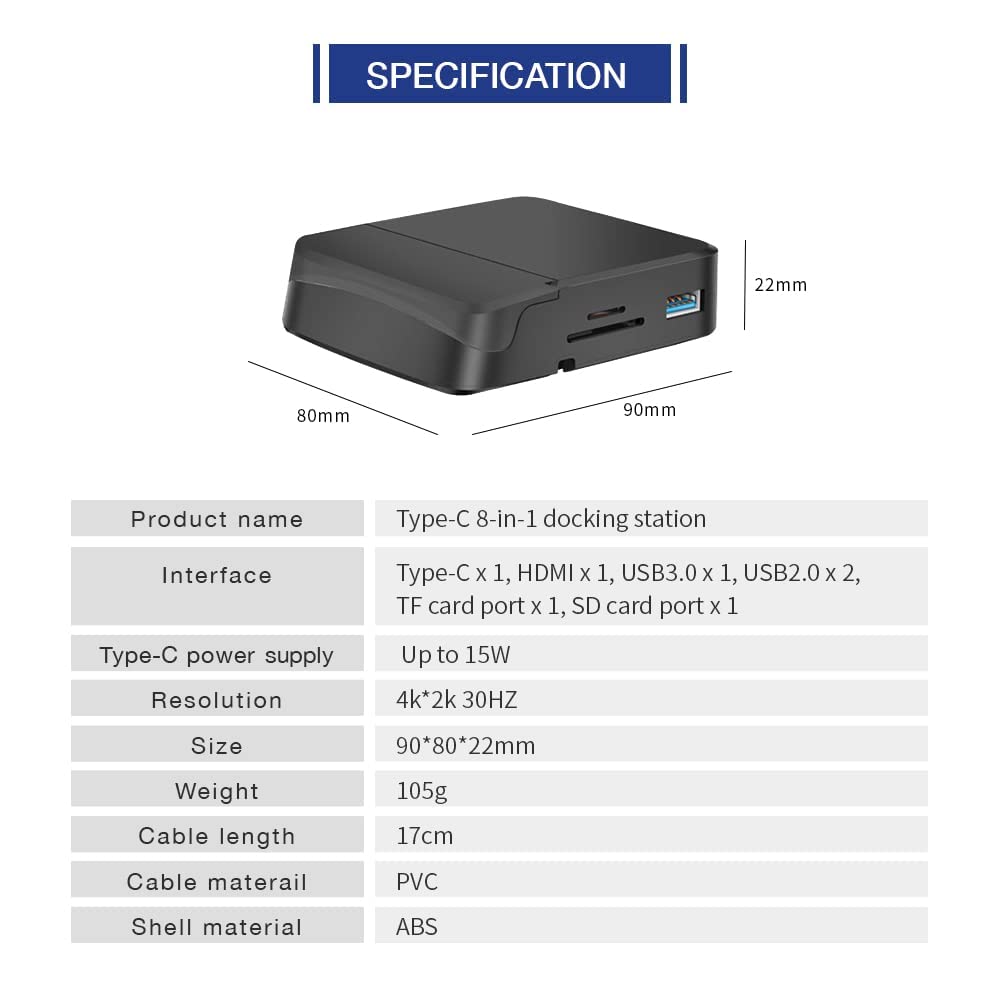 SPECIFICATION
22mm
80mm
90mm
Product name
Type-C 8-in-1 docking station
Interface
Type-C x 1, HDMI x 1, USB3.0 x 1, USB2.0 x 2,
TF card port x 1, SD card port x 1
Type-C power supply
Up to 15W
Resolution
4k*2k 30HZ
Size
90*80*22mm
Weight
105g
Cable length
17cm
Cable materail
PVC
Shell material
ABS